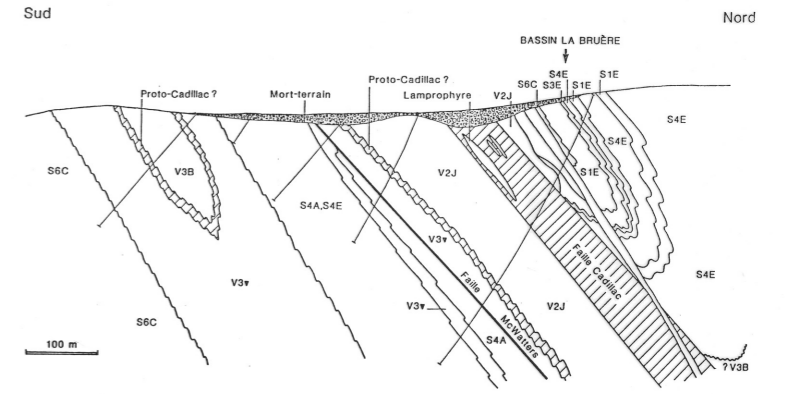 Sud
Nord
BASSIN LA BRUÈRE
Proto-Cadillac ?
Mort-terrain
Proto-Cadillac ?
Lamprophyre
V2J
S6C
S4E
S3E
S1E
S1E
S4E
S4E
S1E
S6C
V3B
V2J
S4A,S4E
V3▾
V3▾
Faille McWatters
Faille Cadillac
S4E
V2J
V3▾
S6C
S4A
100 m
? V3B